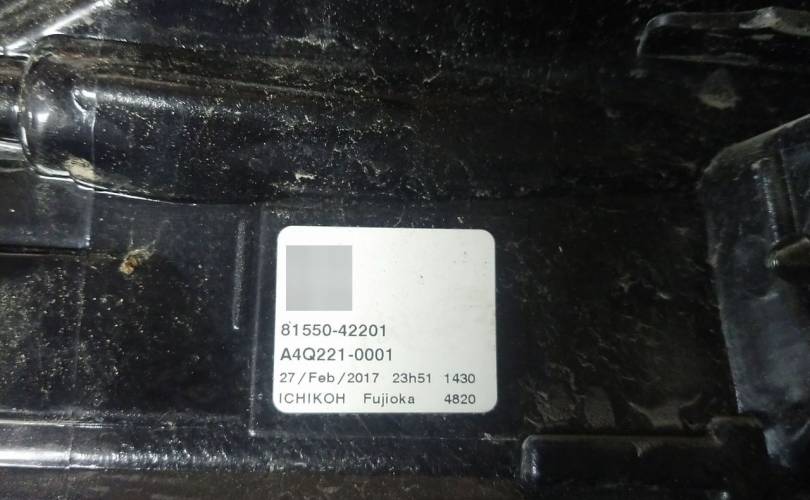 81550-42201
A4Q221-0001
27/Feb/2017 23h51 1430
ICHIKOH Fujioka 4820